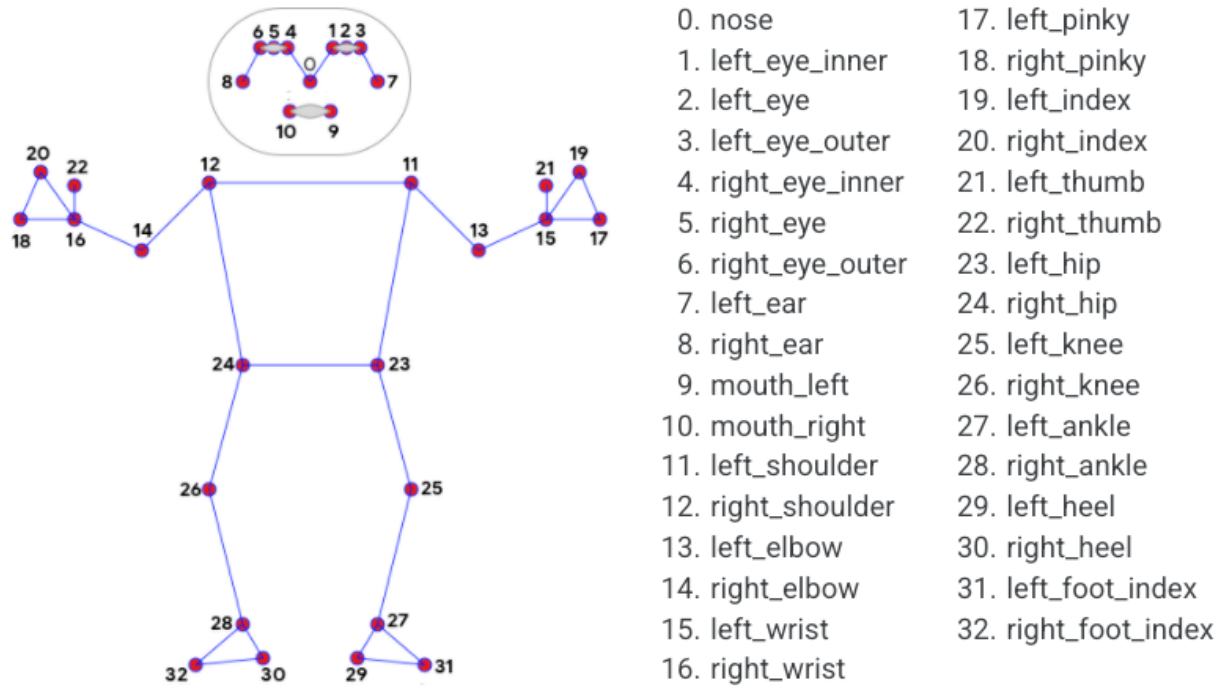 6 5 4 1 2 3
0
8 7
10 9
20 22 12 11 21 19
18 16 14 13 15 17
24 23
26 25
28 27
32 30 29 31
0. nose
1. left_eye_inner
2. left_eye
3. left_eye_outer
4. right_eye_inner
5. right_eye
6. right_eye_outer
7. left_ear
8. right_ear
9. mouth_left
10. mouth_right
11. left_shoulder
12. right_shoulder
13. left_elbow
14. right_elbow
15. left_wrist
16. right_wrist
17. left_pinky
18. right_pinky
19. left_index
20. right_index
21. left_thumb
22. right_thumb
23. left_hip
24. right_hip
25. left_knee
26. right_knee
27. left_ankle
28. right_ankle
29. left_heel
30. right_heel
31. left_foot_index
32. right_foot_index